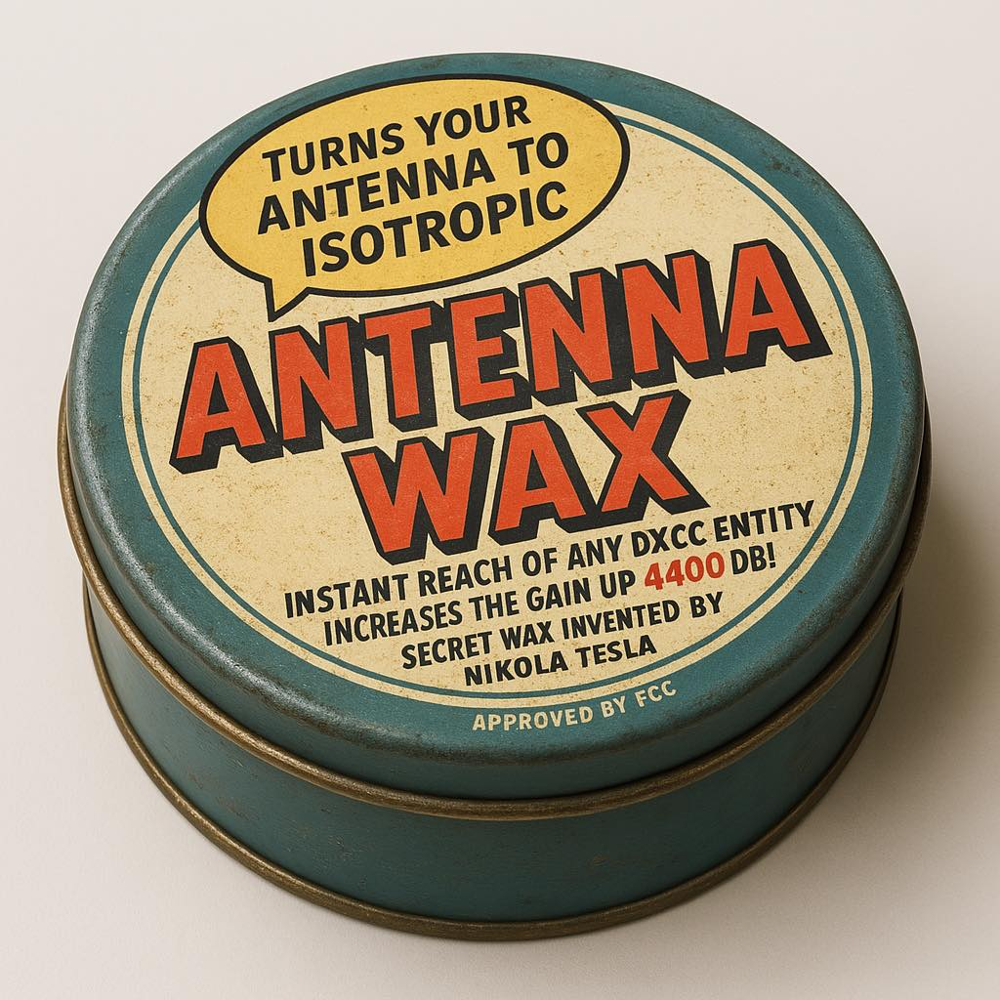 TURNS YOUR
ANTENNA TO
ISOTROPIC
ANTENNA
WAX
INSTANT REACH OF ANY DXCC ENTITY
INCREASES THE GAIN UP 4400 DB!
SECRET WAX INVENTED BY
NIKOLA TESLA
APPROVED BY FCC